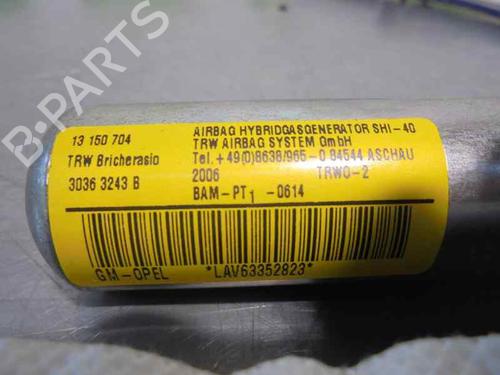 B-PARTS
13 150 704
TRW Bricherasio
3036 3243 B
AIRBAG HYBRIDGASGENERATOR SHI-40
TRW AIRBAG SYSTEM GmbH
Tel.+49(0)8638/965-0 84544 ASCHAU
2006 TRWO-2
BAM-PT1 -0614
GM-OPEL *LAV63352823*